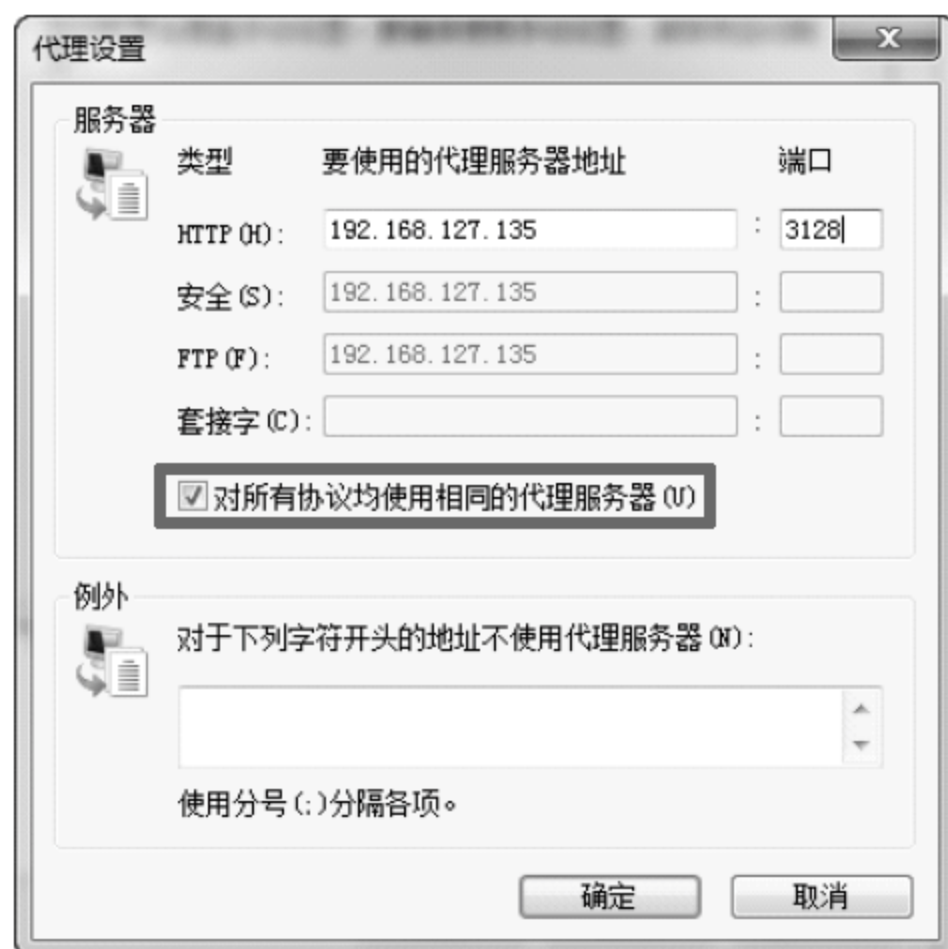 代理设置
服务器
类型 要使用的代理服务器地址 端口
HTTP(H): 192.168.127.135 : 3128
安全(S): 192.168.127.135 :
FTP(F): 192.168.127.135 :
套接字(C): :
对所有协议均使用相同的代理服务器(U)
例外
对于下列字符开头的地址不使用代理服务器(N):
使用分号(;)分隔各项。
确定 取消